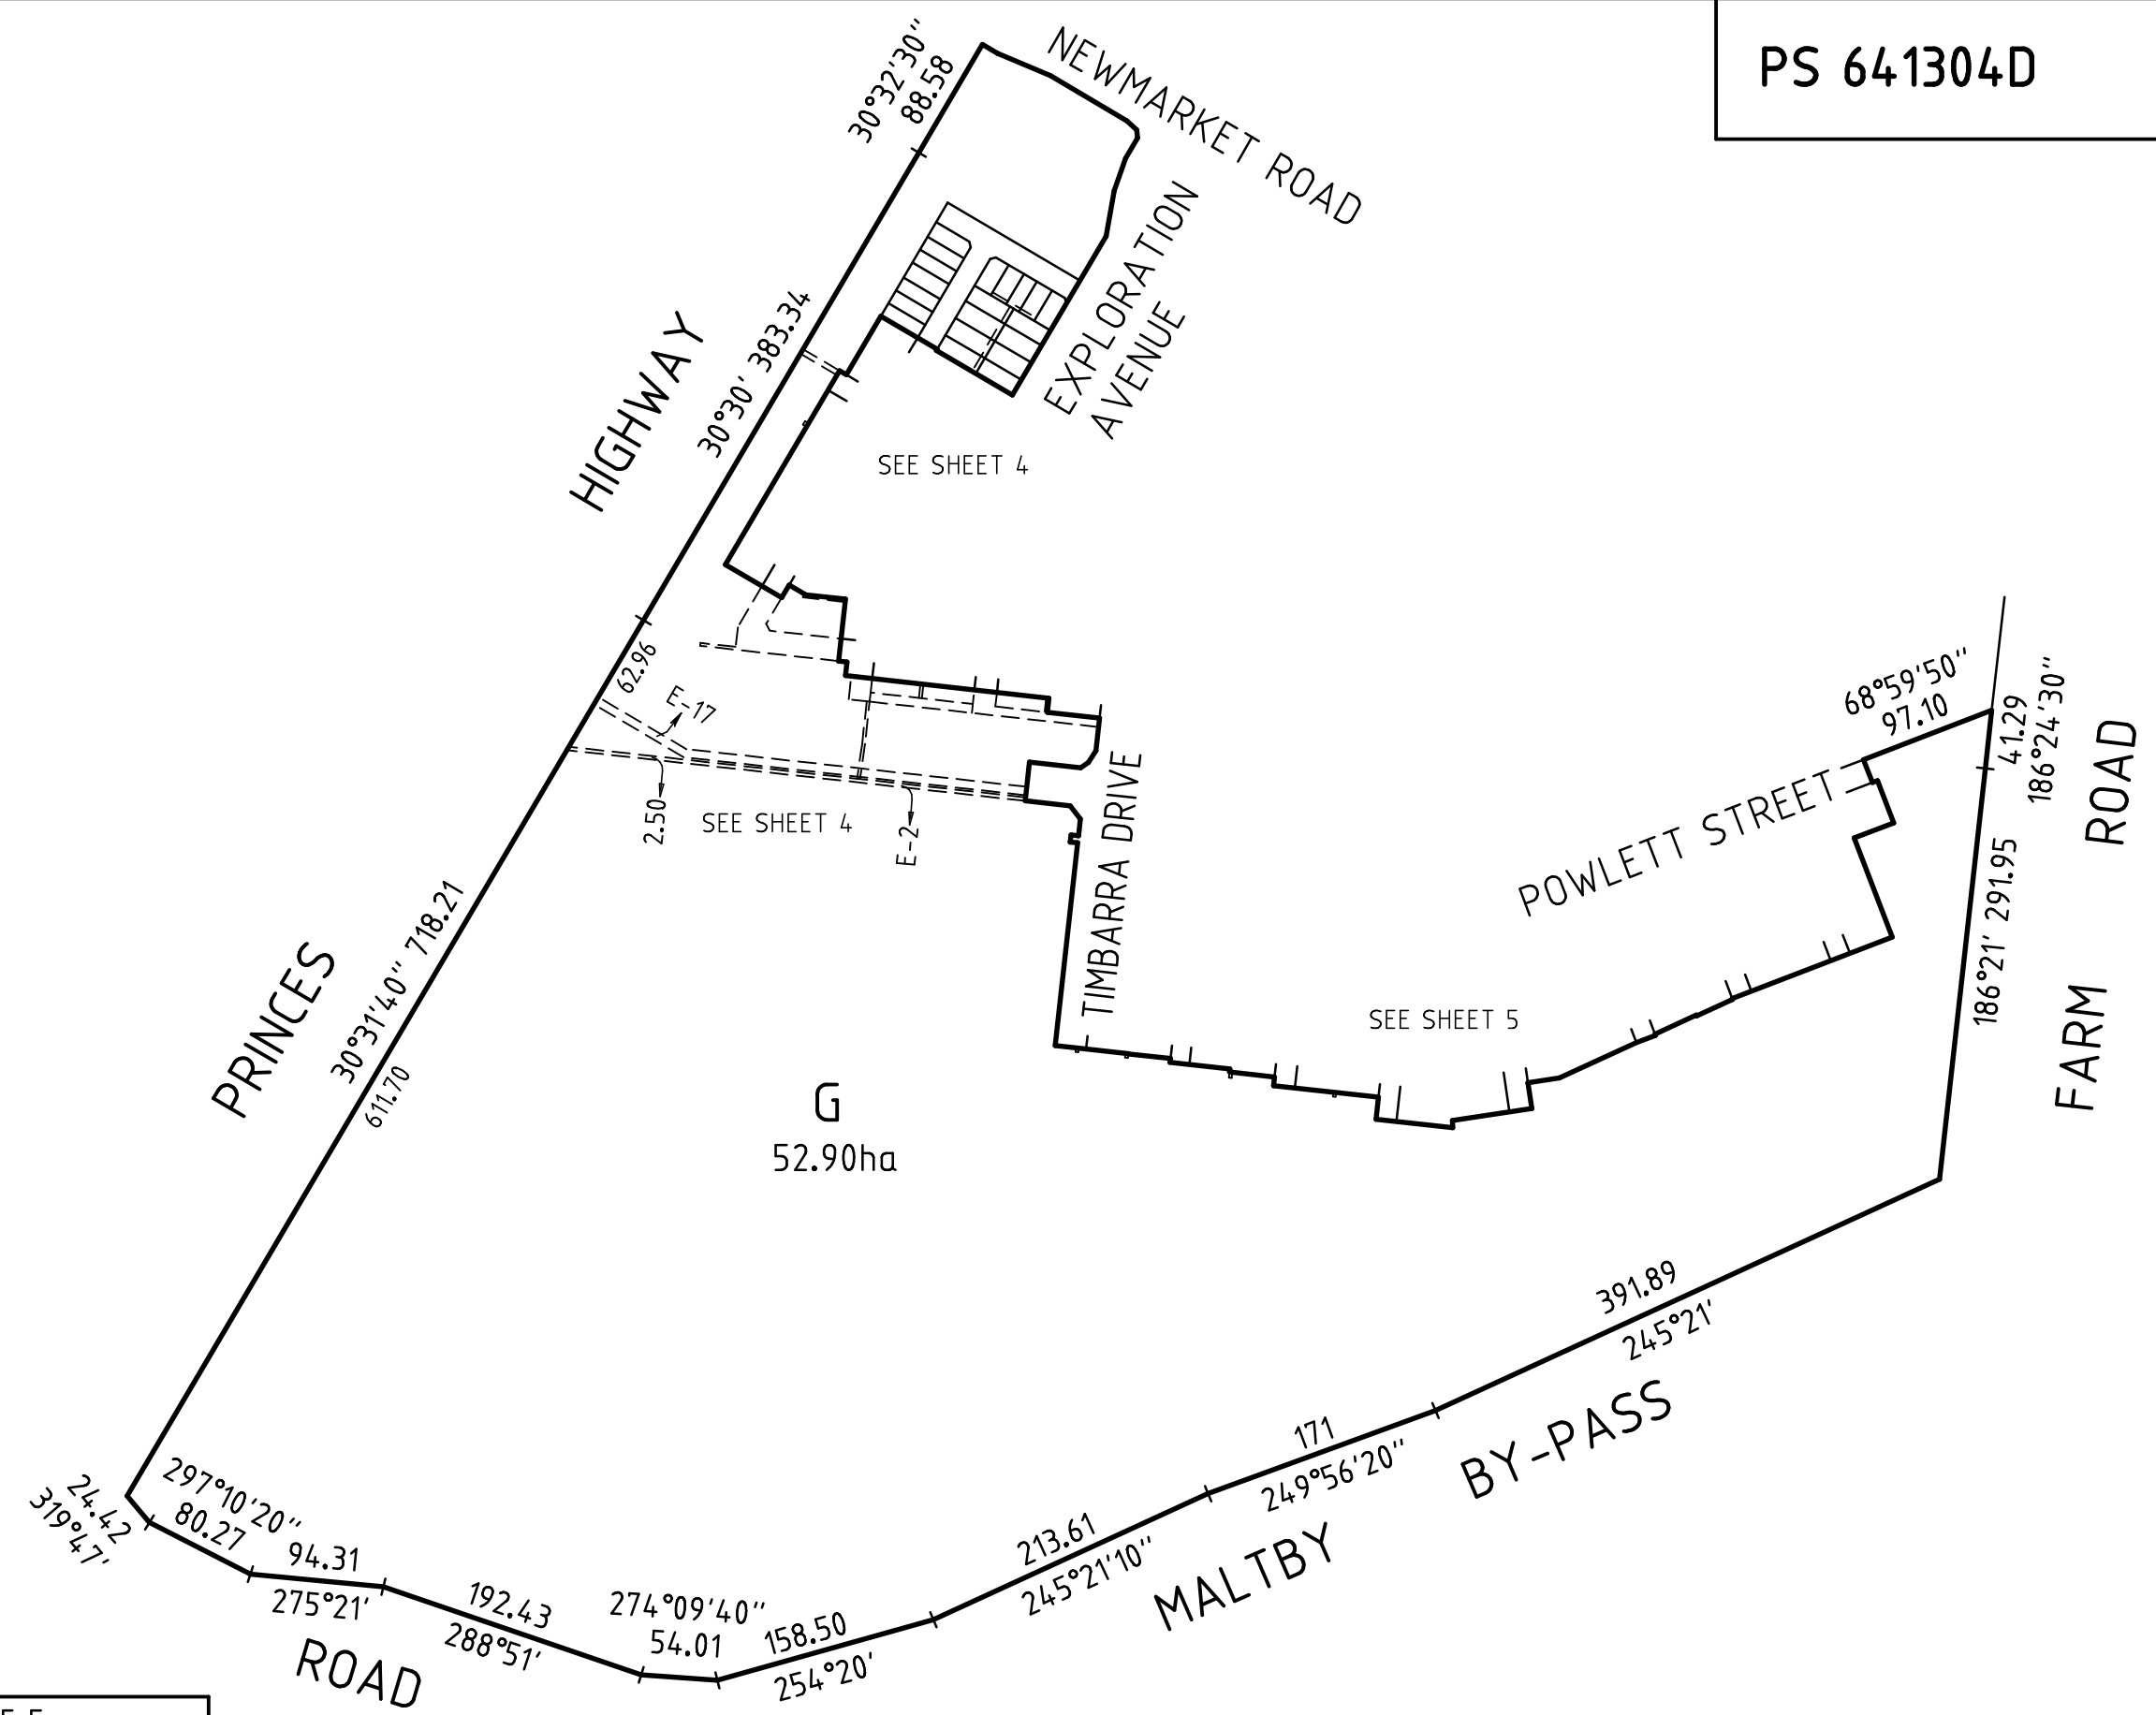 PS 641304D
NEWMARKET ROAD
30°32'30"
88.58
EXPLORATION
AVENUE
30°30' 383.34
HIGHWAY
SEE SHEET 4
62.96
E-17
2.50
SEE SHEET 4
E-2
TIMBARRA DRIVE
68°59'50"
97.10
41.29
186°24'30"
POWLETT STREET
ROAD
186°21' 291.95
FARM
SEE SHEET 5
30°31'40" 718.21
PRINCES
611.70
G
52.90ha
391.89
245°21'
BY-PASS
171
249°56'20"
MALTBY
213.61
245°21'10"
24.42
319°47'
297°10'20"
80.27
94.31
275°21'
192.43
288°51'
274°09'40"
54.01
158.50
254°20'
ROAD